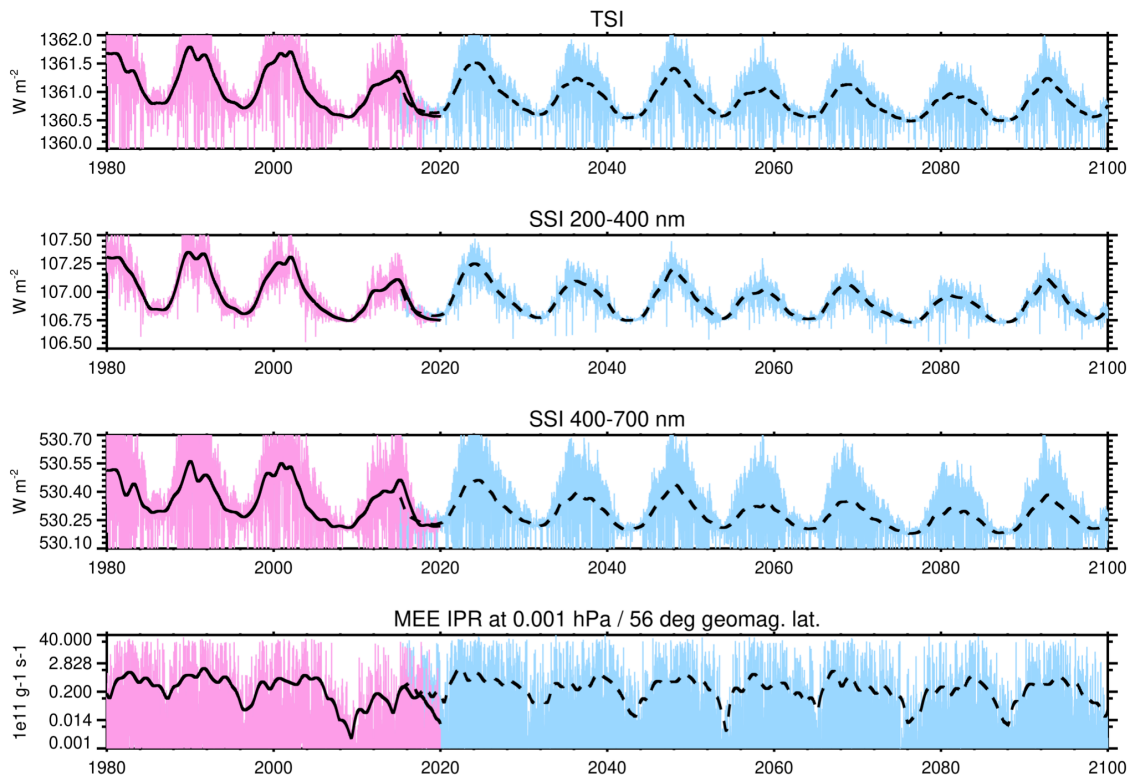 TSI
W m-2
1362.0
1361.5
1361.0
1360.5
1360.0
1980 2000 2020 2040 2060 2080 2100
SSI 200-400 nm
W m-2
107.50
107.25
107.00
106.75
106.50
1980 2000 2020 2040 2060 2080 2100
SSI 400-700 nm
W m-2
530.70
530.55
530.40
530.25
530.10
1980 2000 2020 2040 2060 2080 2100
MEE IPR at 0.001 hPa / 56 deg geomag. lat.
1e11 g-1 s-1
40.000
2.828
0.200
0.014
0.001
1980 2000 2020 2040 2060 2080 2100